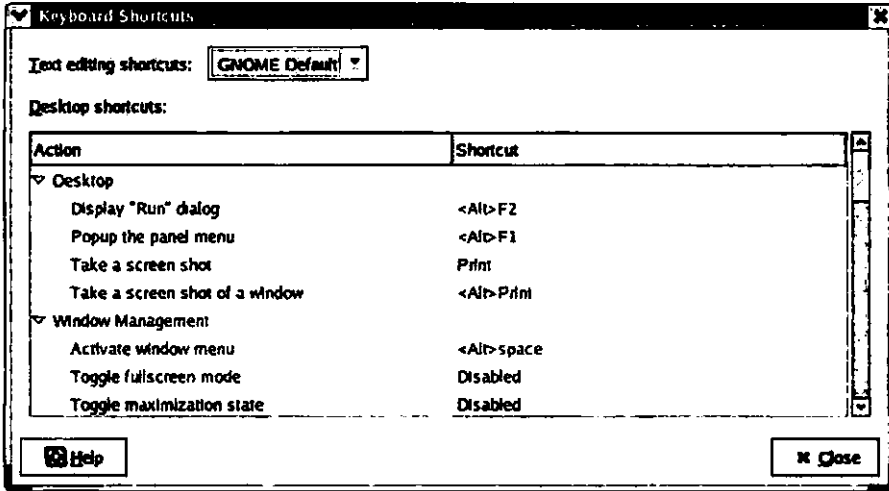 Keyboard Shortcuts
Text editing shortcuts: GNOME Default
Desktop shortcuts:
Action Shortcut
Desktop
Display "Run" dialog <Alt>F2
Popup the panel menu <Alt>F1
Take a screen shot Print
Take a screen shot of a window <Alt>Print
Window Management
Activate window menu <Alt>space
Toggle fullscreen mode Disabled
Toggle maximization state Disabled
Help Close